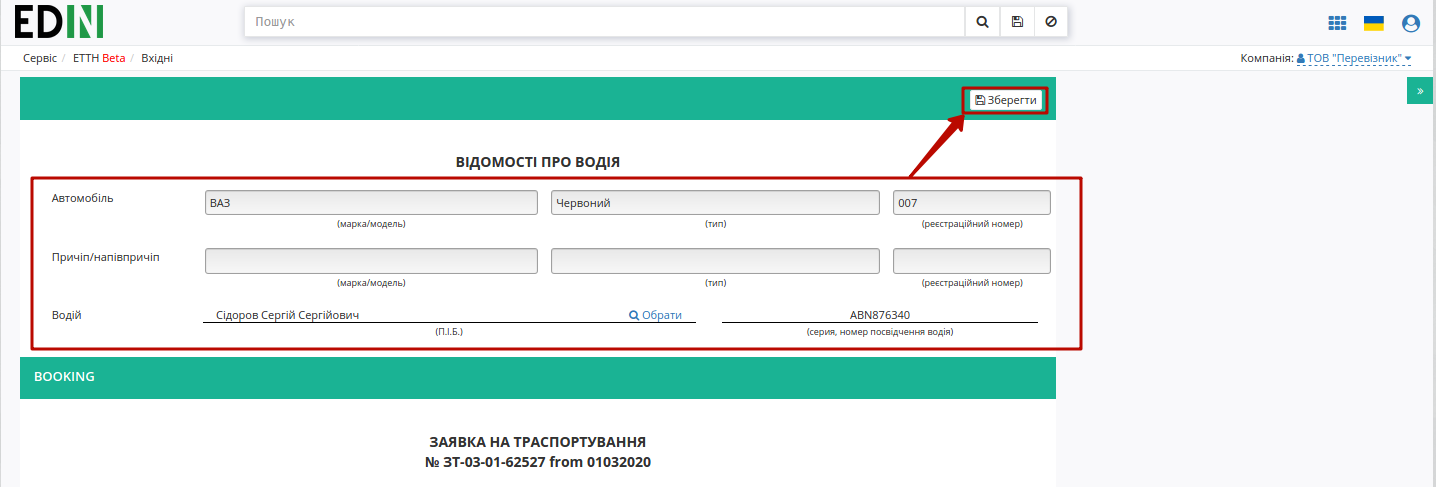 EDIN
Пошук
Сервіс / ЕТТН Beta / Вхідні
Компанія: ТОВ "Перевізник"
»
Зберегти
ВІДОМОСТІ ПРО ВОДІЯ
Автомобіль ВАЗ Червоний 007
(марка/модель) (тип) (реєстраційний номер)
Причіп/напівпричіп
(марка/модель) (тип) (реєстраційний номер)
Водій Сідоров Сергій Сергійович Обрати ABN876340
(П.І.Б.) (серия, номер посвідчення водія)
BOOKING
ЗАЯВКА НА ТРАСПОРТУВАННЯ
№ ЗТ-03-01-62527 from 01032020